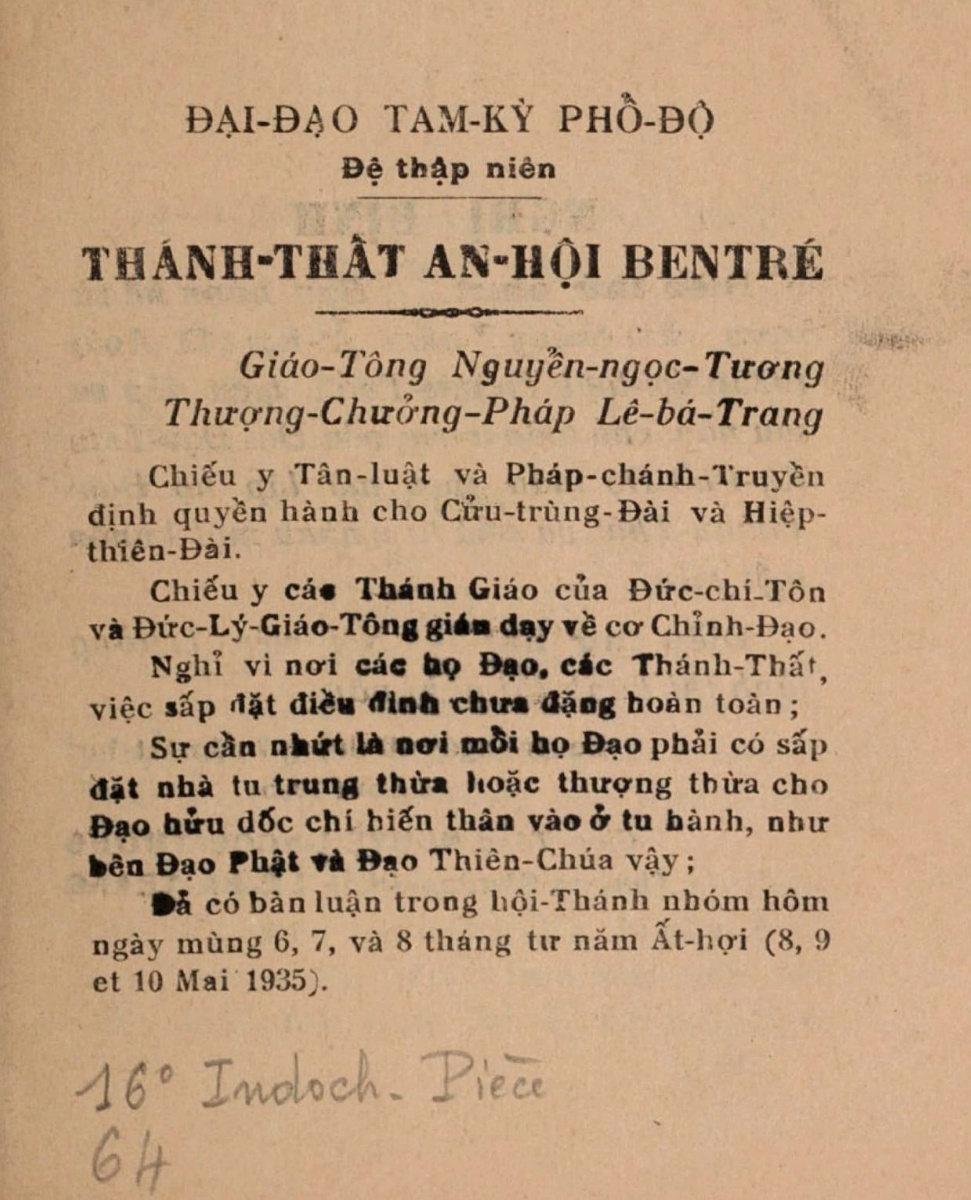 ĐẠI-ĐẠO TAM-KỲ PHỔ-ĐỘ
Đệ thập niên
THÁNH-THẤT AN-HỘI BENTRÉ
Giáo-Tông Nguyễn-ngọc-Tương
Thượng-Chưởng-Pháp Lê-bá-Trang
Chiếu y Tân-luật và Pháp-chánh-Truyền
định quyền hành cho Cửu-trùng-Đài và Hiệp-
thiên-Đài.
Chiếu y các Thánh Giáo của Đức-chí-Tôn
và Đức-Lý-Giáo-Tông giáng dạy về cơ Chỉnh-Đạo.
Nghỉ vì nơi các họ Đạo, các Thánh-Thất,
việc sấp đặt điều đình chưa đặng hoàn toàn ;
Sự cần nhứt là nơi mỗi họ Đạo phải có sấp
đặt nhà tu trung thừa hoặc thượng thừa cho
Đạo hửu dốc chí hiến thân vào ở tu hành, như
bên Đạo Phật và Đạo Thiên-Chúa vậy ;
Đả có bàn luận trong hội-Thánh nhóm hôm
ngày mùng 6, 7, và 8 tháng tư năm Ất-hợi (8, 9
et 10 Mai 1935).
16° Indoch. Pièce
64